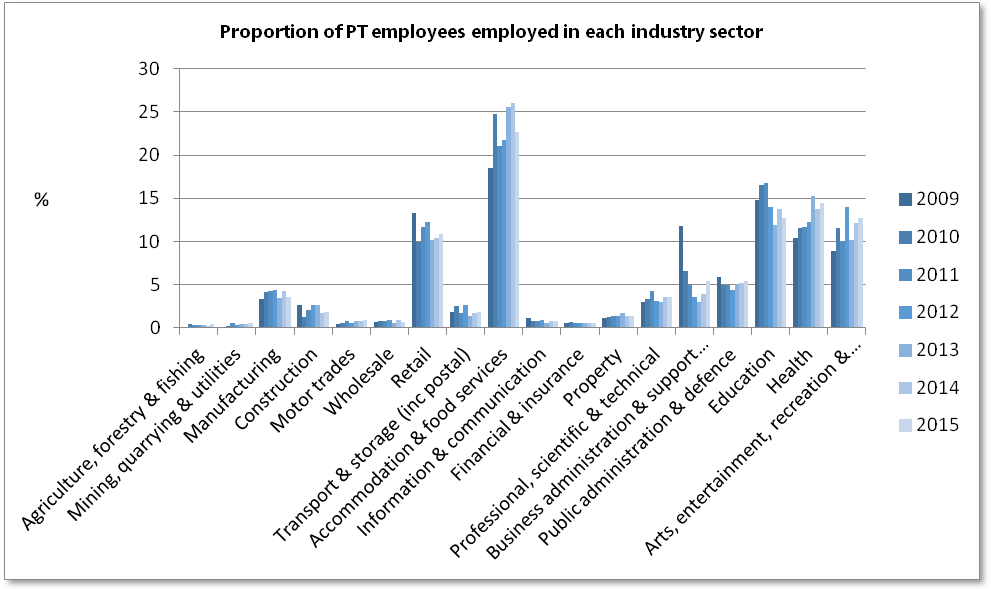 Proportion of PT employees employed in each industry sector
30
25
20
15
10
5
0
%
Agriculture, forestry & fishing
Mining, quarrying & utilities
Manufacturing
Construction
Motor trades
Wholesale
Retail
Transport & storage (inc postal)
Accommodation & food services
Information & communication
Financial & insurance
Property
Professional, scientific & technical
Business administration & support...
Public administration & defence
Education
Health
Arts, entertainment, recreation &...
2009
2010
2011
2012
2013
2014
2015